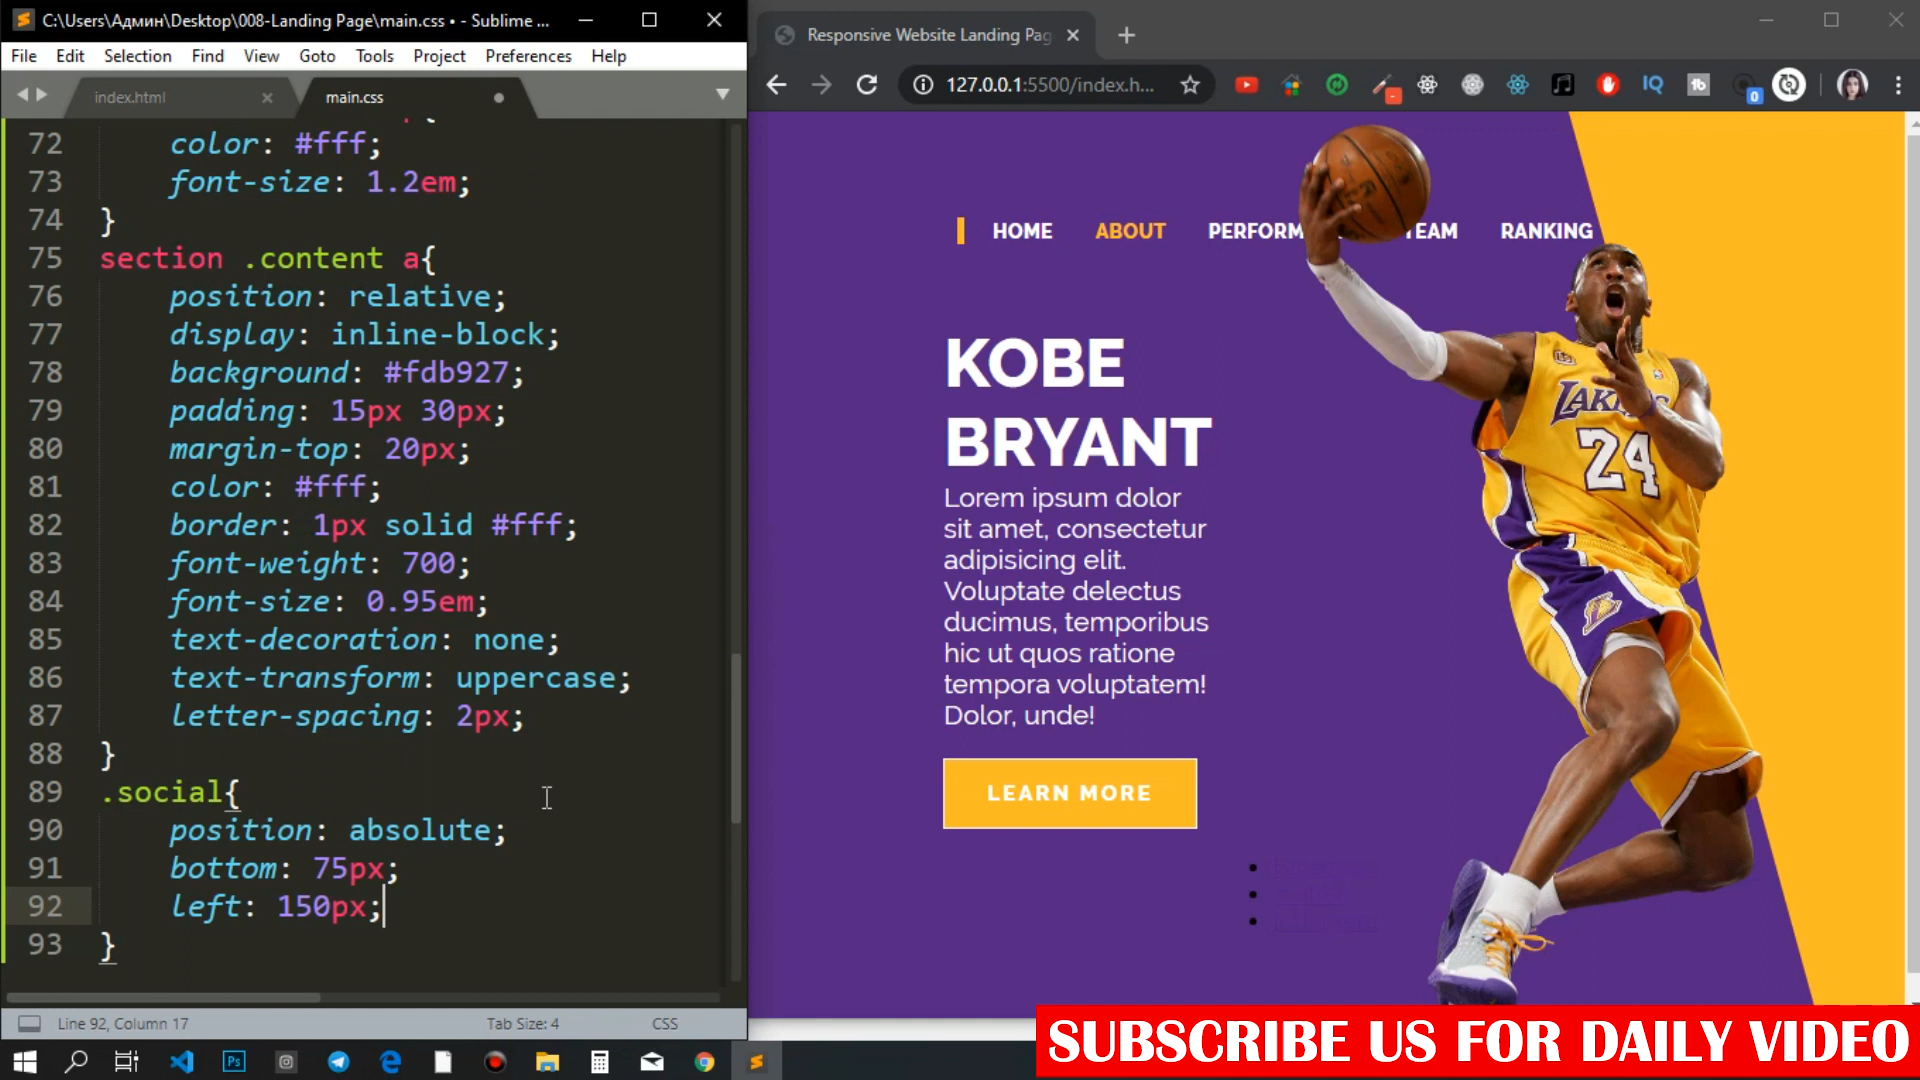 C:\Users\Админ\Desktop\008-Landing Page\main.css • - Sublime ...
File Edit Selection Find View Goto Tools Project Preferences Help
index.html
main.css
72 color: #fff;
73 font-size: 1.2em;
74 }
75 section .content a{
76 position: relative;
77 display: inline-block;
78 background: #fdb927;
79 padding: 15px 30px;
80 margin-top: 20px;
81 color: #fff;
82 border: 1px solid #fff;
83 font-weight: 700;
84 font-size: 0.95em;
85 text-decoration: none;
86 text-transform: uppercase;
87 letter-spacing: 2px;
88 }
89 .social{
90 position: absolute;
91 bottom: 75px;
92 left: 150px;
93 }
Line 92, Column 17
Tab Size: 4
CSS
Responsive Website Landing Pag
127.0.0.1:5500/index.h...
IQ
0
HOME ABOUT PERFORM TEAM RANKING
KOBE
BRYANT
Lorem ipsum dolor
sit amet, consectetur
adipisicing elit.
Voluptate delectus
ducimus, temporibus
hic ut quos ratione
tempora voluptatem!
Dolor, unde!
LEARN MORE
24
Ps
SUBSCRIBE US FOR DAILY VIDEO